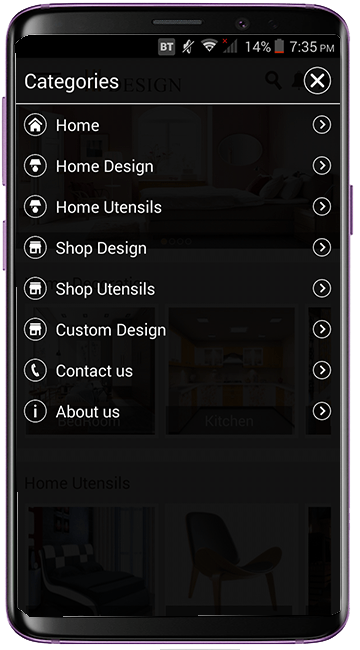 BT 14% 7:35 PM
Categories
DESIGN
Home
Home Design
Home Utensils
Shop Design
Shop Utensils
Custom Design
Contact us
About us
BedRoom Kitchen
Home Utensils